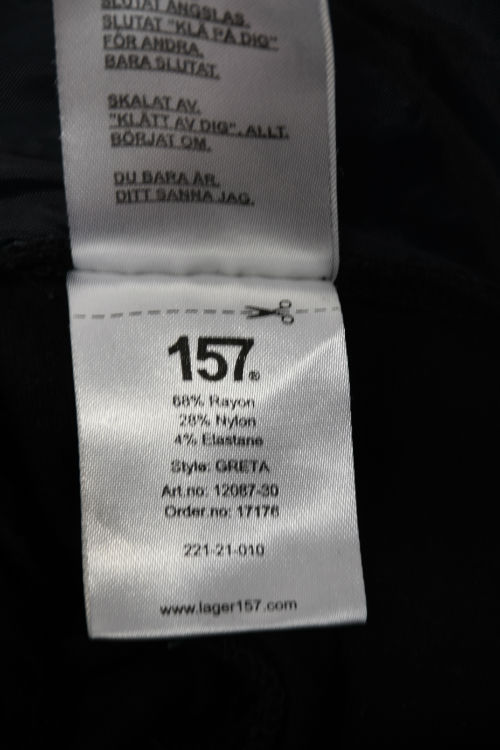 SLUTAT ÄNGSLAS.
SLUTAT "KLÄ PÅ DIG"
FÖR ANDRA.
BARA SLUTAT.
SKALAT AV.
"KLÄTT AV DIG". ALLT.
BÖRJAT OM.
DU BARA ÄR.
DITT SANNA JAG.
157®
68% Rayon
28% Nylon
4% Elastane
Style: GRETA
Art.no: 12087-30
Order.no: 17176
221-21-010
www.lager157.com